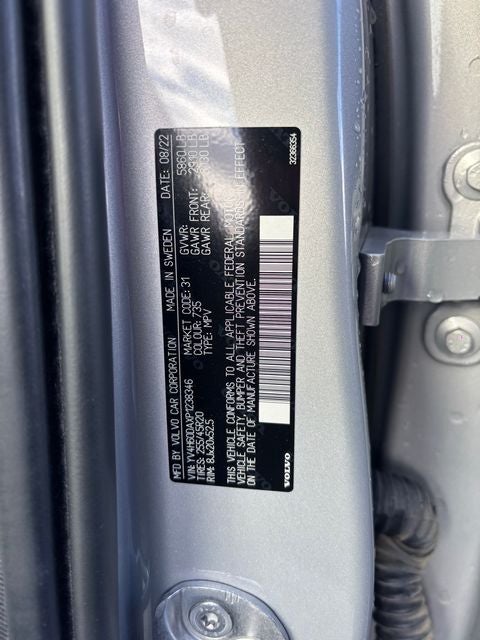 MFD BY VOLVO CAR CORPORATION MADE IN SWEDEN DATE: 08/22
VIN: YV4H60DAXP1238346 MARKET CODE: 31 GVWR: 5860 LB
TIRES: 255/45R20 COLOUR: 735 GAWR FRONT: 2910 LB
RIM: 8Jx20x52.5 TYPE: MPV GAWR REAR: LB
THIS VEHICLE CONFORMS TO ALL APPLICABLE FEDERAL MOTOR
VEHICLE SAFETY, BUMPER AND THEFT PREVENTION STANDARDS IN EFFECT
ON THE DATE OF MANUFACTURE SHOWN ABOVE.
VOLVO 32366354